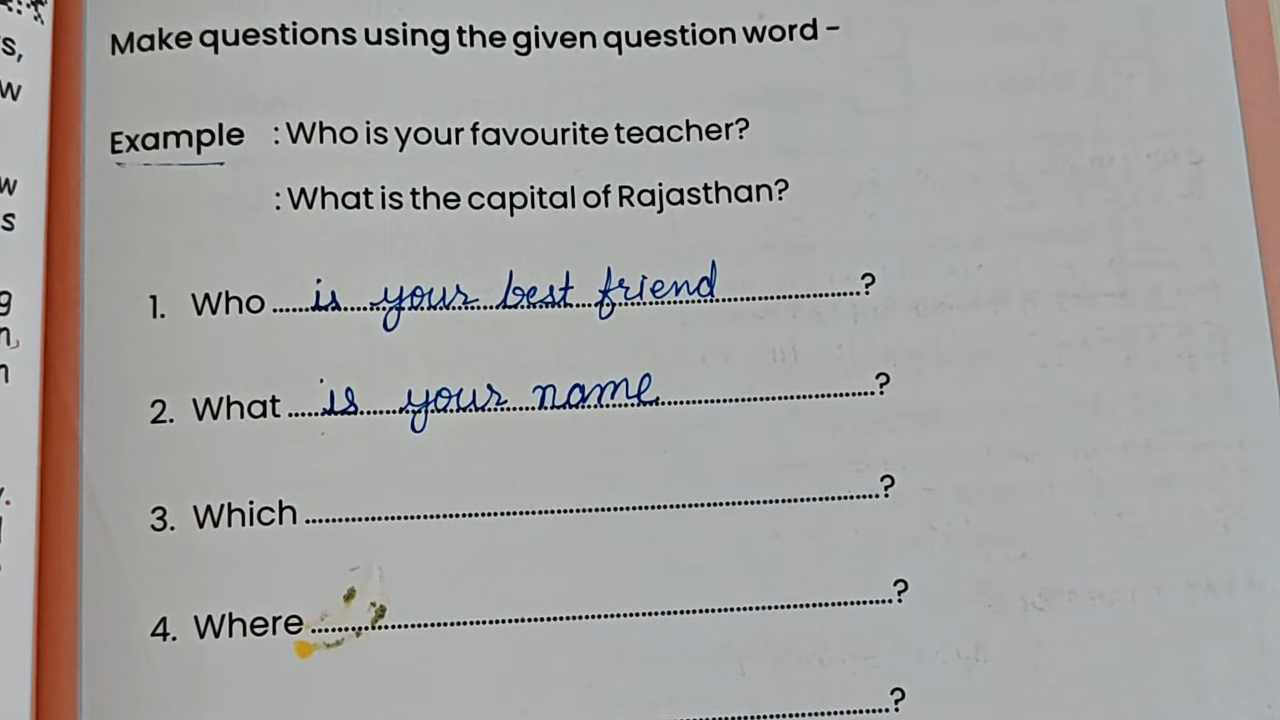 s,
w
w
s
g
n,
n
Make questions using the given question word -
Example : Who is your favourite teacher?
: What is the capital of Rajasthan?
1. Who ...... is your best friend ......?
2. What ...... is your name ......?
3. Which ......?
4. Where ......?
......?